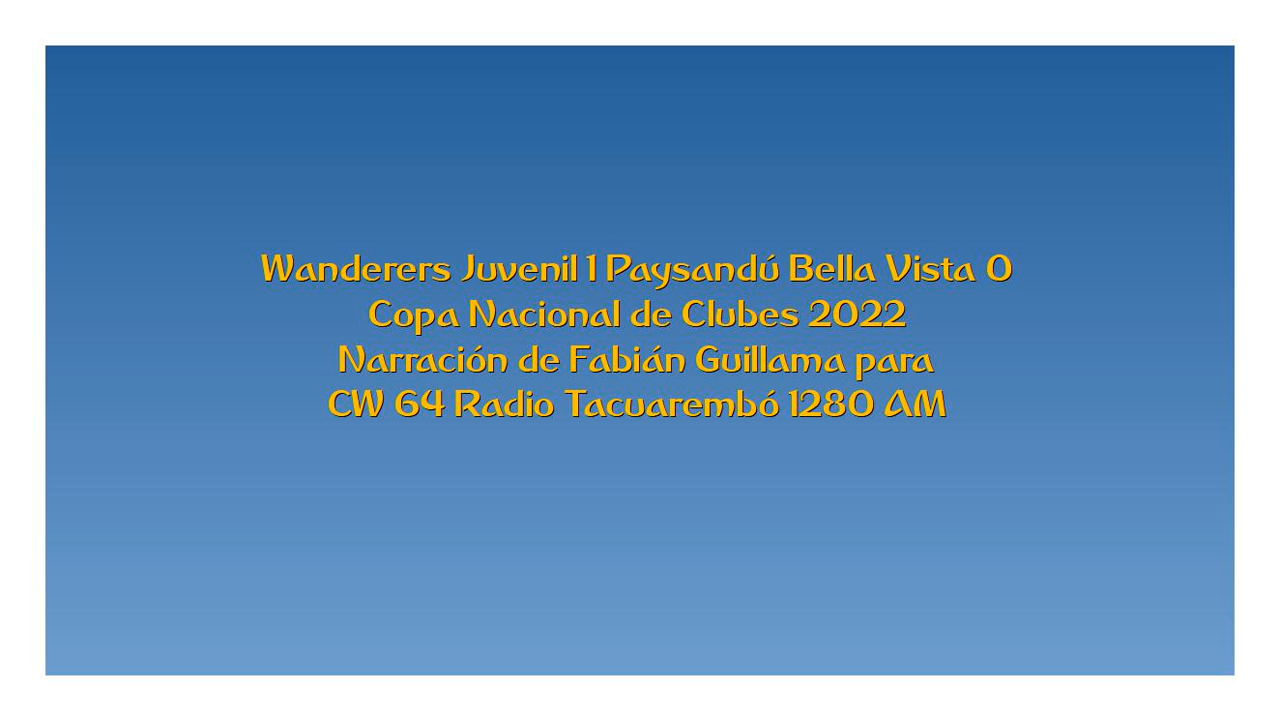 Wanderers Juvenil 1 Paysandú Bella Vista 0
Copa Nacional de Clubes 2022
Narración de Fabián Guillama para
CW 64 Radio Tacuarembó 1280 AM